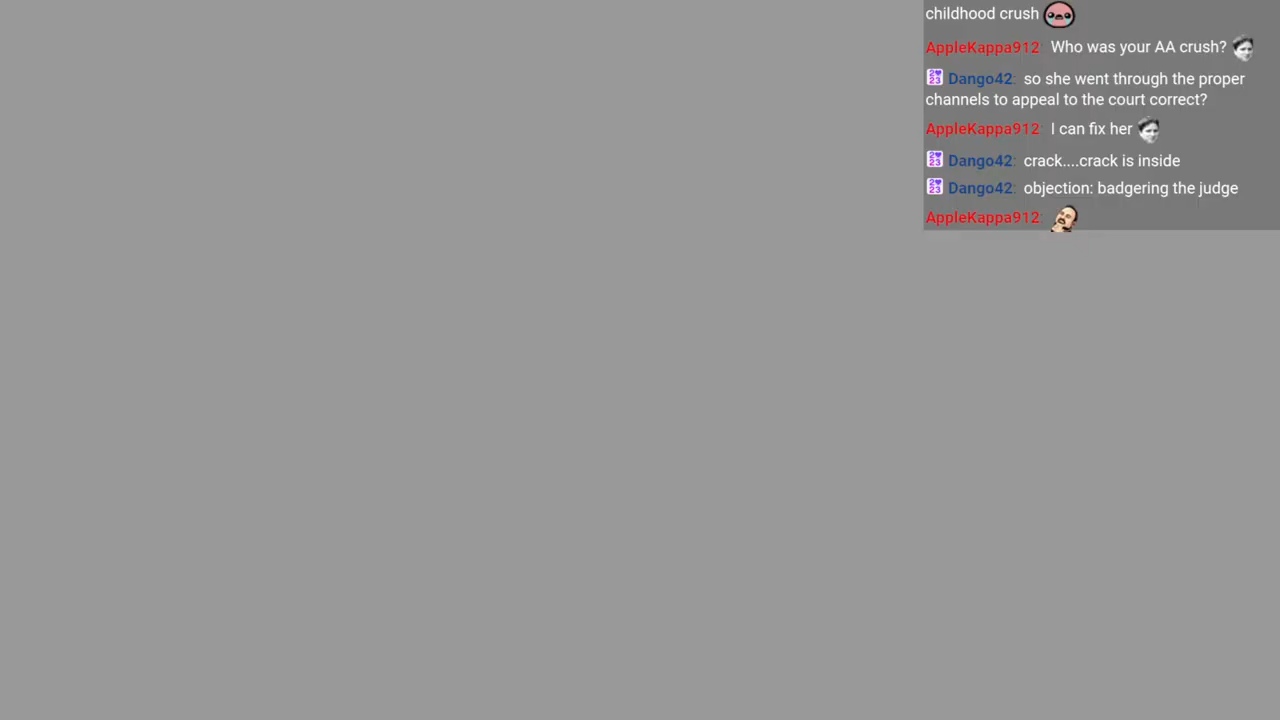 childhood crush
AppleKappa912: Who was your AA crush?
Dango42: so she went through the proper
channels to appeal to the court correct?
AppleKappa912: I can fix her
Dango42: crack....crack is inside
Dango42: objection: badgering the judge
AppleKappa912: